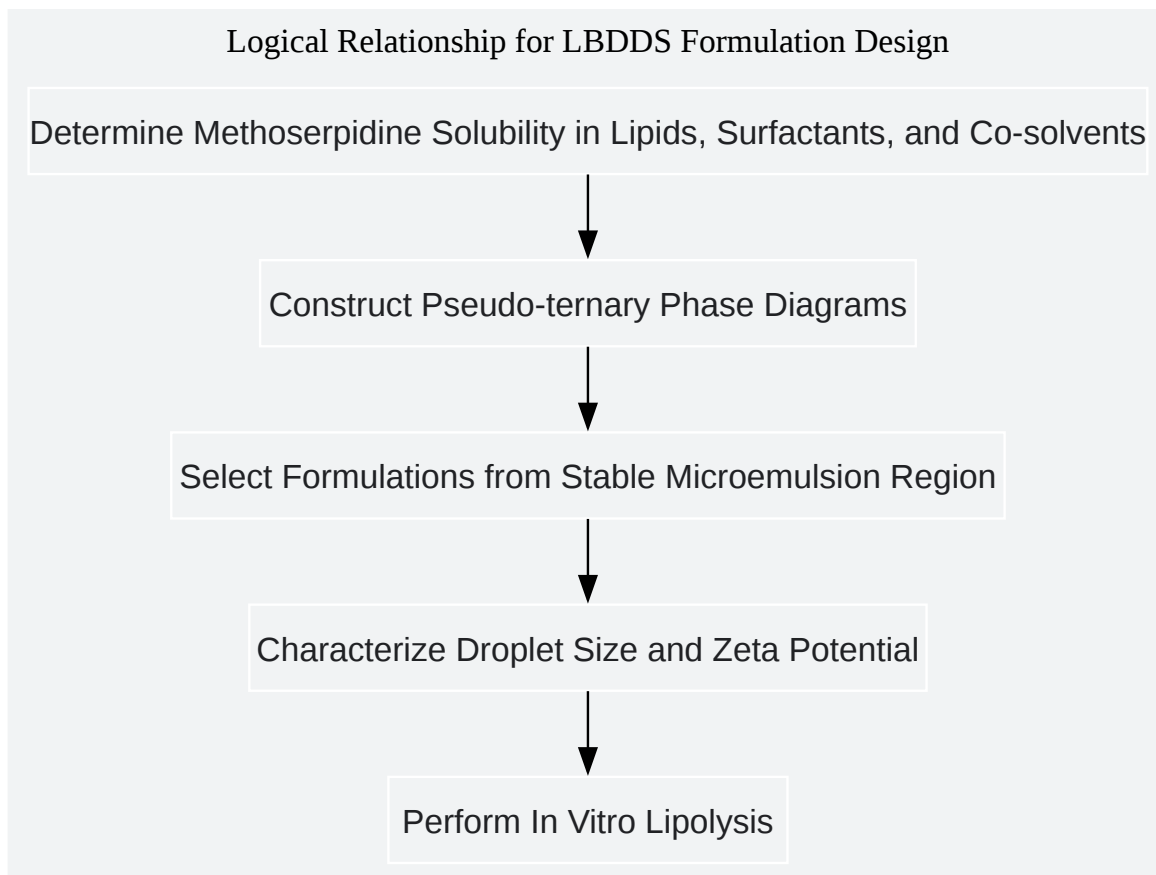 Logical Relationship for LBDDS Formulation Design
Determine Methoserpidine Solubility in Lipids, Surfactants, and Co-solvents
Construct Pseudo-ternary Phase Diagrams
Select Formulations from Stable Microemulsion Region
Characterize Droplet Size and Zeta Potential
Perform In Vitro Lipolysis